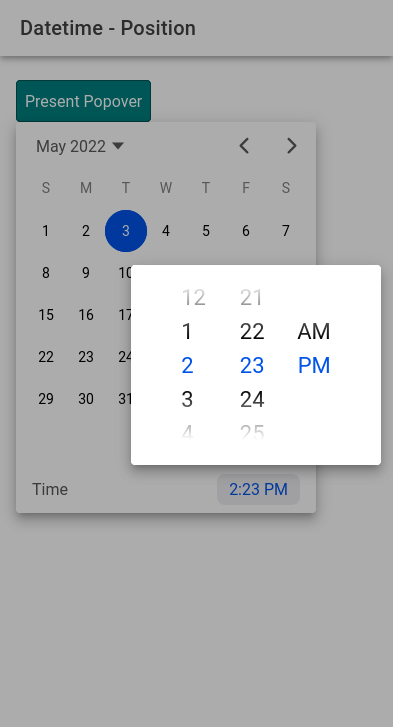 Datetime - Position
Present Popover
May 2022
S M T W T F S
1 2 3 4 5 6 7
8 9 10
15 16 17
22 23 24
29 30 31
12 21
1 22 AM
2 23 PM
3 24
4 25
Time 2:23 PM